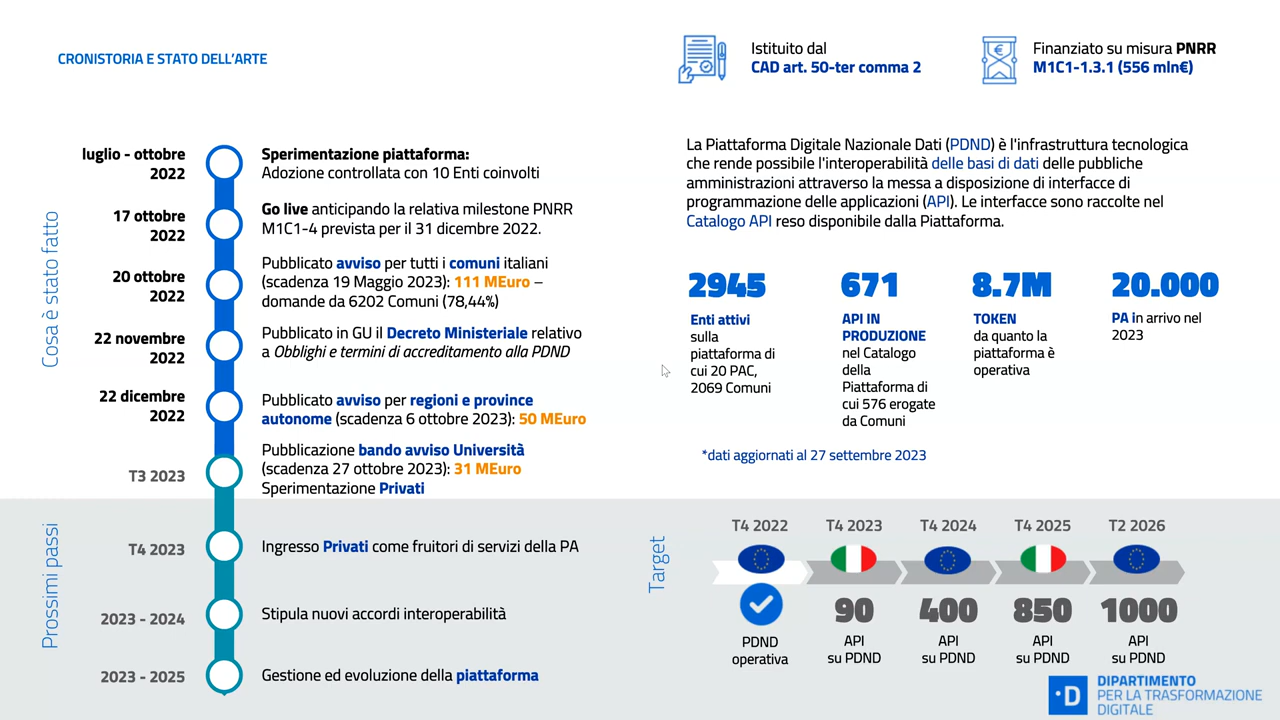 CRONISTORIA E STATO DELL'ARTE
Istituito dal
CAD art. 50-ter comma 2
Finanziato su misura PNRR
M1C1-1.3.1 (556 mln€)
Cosa è stato fatto
luglio - ottobre
2022
Sperimentazione piattaforma:
Adozione controllata con 10 Enti coinvolti
17 ottobre
2022
Go live anticipando la relativa milestone PNRR
M1C1-4 prevista per il 31 dicembre 2022.
20 ottobre
2022
Pubblicato avviso per tutti i comuni italiani
(scadenza 19 Maggio 2023): 111 MEuro –
domande da 6202 Comuni (78,44%)
22 novembre
2022
Pubblicato in GU il Decreto Ministeriale relativo
a Obblighi e termini di accreditamento alla PDND
22 dicembre
2022
Pubblicato avviso per regioni e province
autonome (scadenza 6 ottobre 2023): 50 MEuro
T3 2023
Pubblicazione bando avviso Università
(scadenza 27 ottobre 2023): 31 MEuro
Sperimentazione Privati
Prossimi passi
T4 2023
Ingresso Privati come fruitori di servizi della PA
2023 - 2024
Stipula nuovi accordi interoperabilità
2023 - 2025
Gestione ed evoluzione della piattaforma
La Piattaforma Digitale Nazionale Dati (PDND) è l'infrastruttura tecnologica
che rende possibile l'interoperabilità delle basi di dati delle pubbliche
amministrazioni attraverso la messa a disposizione di interfacce di
programmazione delle applicazioni (API). Le interfacce sono raccolte nel
Catalogo API reso disponibile dalla Piattaforma.
2945
Enti attivi
sulla
piattaforma di
cui 20 PAC,
2069 Comuni
671
API IN
PRODUZIONE
nel Catalogo
della
Piattaforma di
cui 576 erogate
da Comuni
8.7M
TOKEN
da quanto la
piattaforma è
operativa
20.000
PA in arrivo nel
2023
*dati aggiornati al 27 settembre 2023
Target
T4 2022
PDND
operativa
T4 2023
90
API
su PDND
T4 2024
400
API
su PDND
T4 2025
850
API
su PDND
T2 2026
1000
API
su PDND
·D
DIPARTIMENTO
PER LA TRASFORMAZIONE
DIGITALE